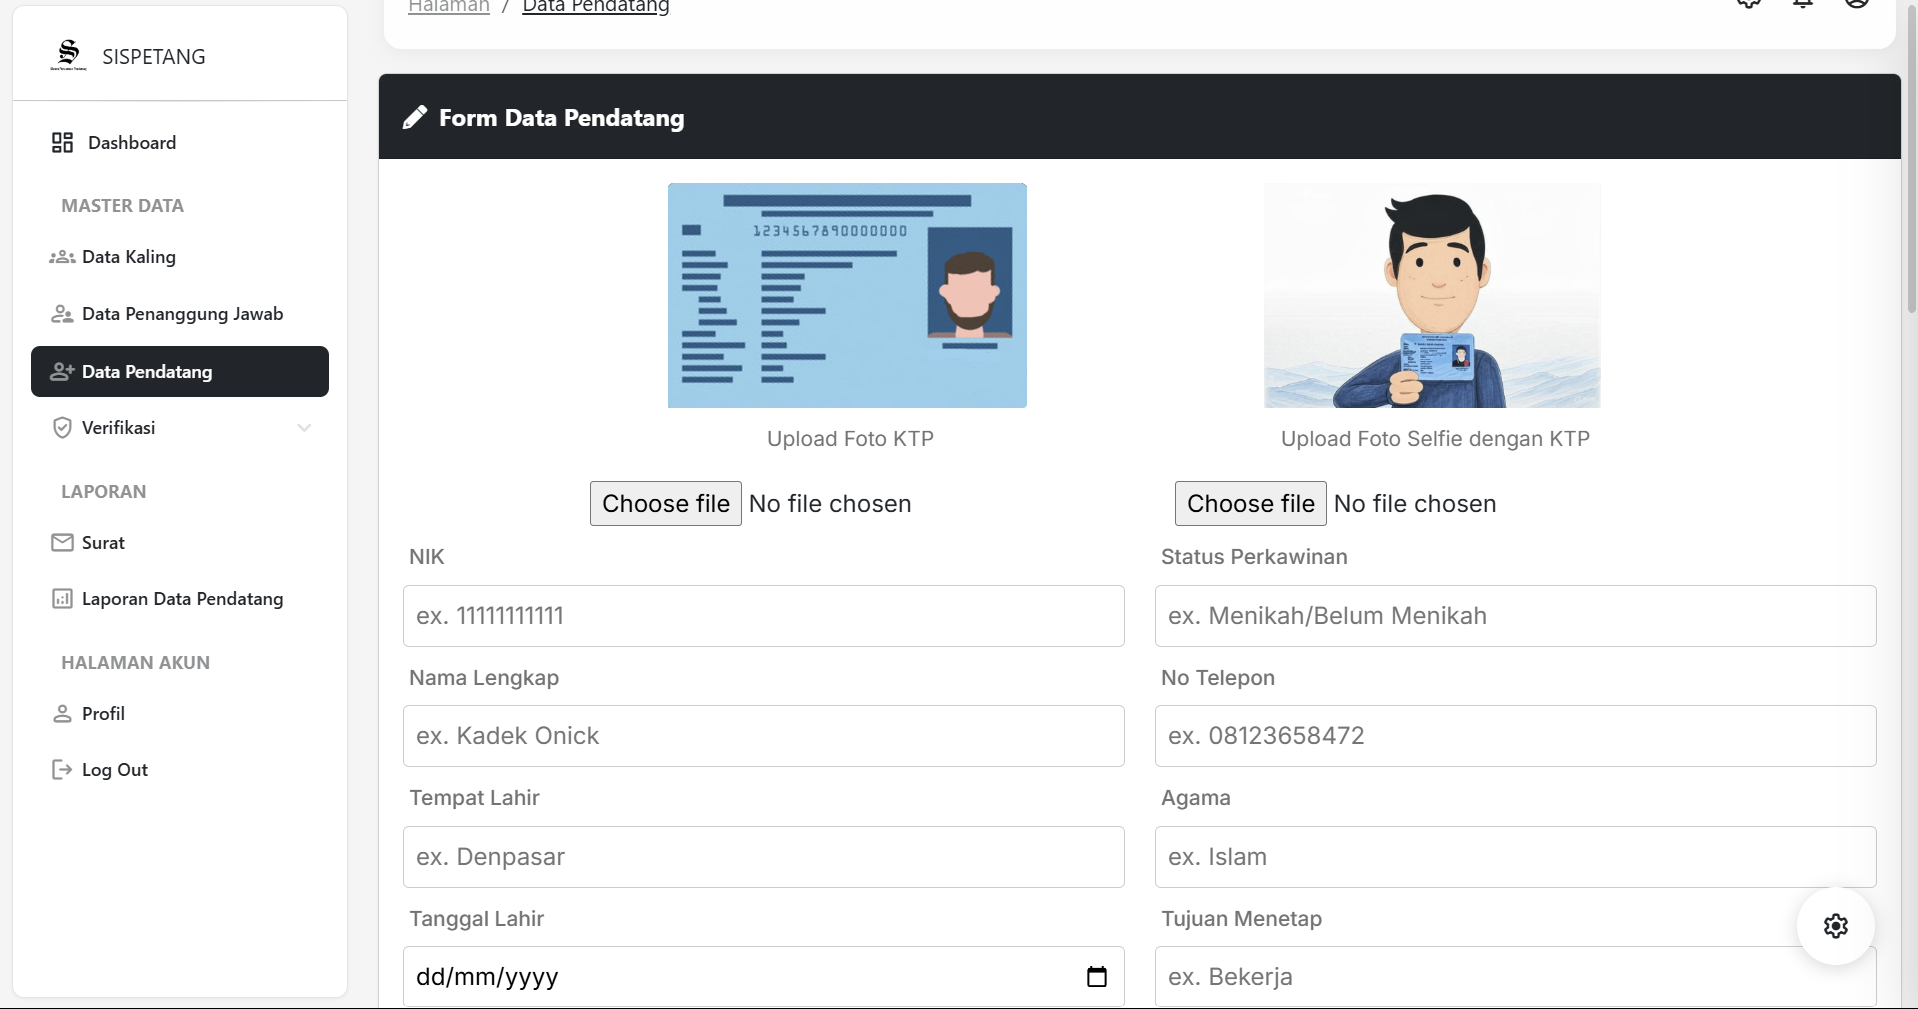 SISPETANG
Dashboard
MASTER DATA
Data Kaling
Data Penanggung Jawab
Data Pendatang
Verifikasi
LAPORAN
Surat
Laporan Data Pendatang
HALAMAN AKUN
Profil
Log Out
Halaman / Data Pendatang
Form Data Pendatang
1234567890000000
Upload Foto KTP
Choose file No file chosen
Upload Foto Selfie dengan KTP
Choose file No file chosen
NIK
ex. 11111111111
Status Perkawinan
ex. Menikah/Belum Menikah
Nama Lengkap
ex. Kadek Onick
No Telepon
ex. 08123658472
Tempat Lahir
ex. Denpasar
Agama
ex. Islam
Tanggal Lahir
dd/mm/yyyy
Tujuan Menetap
ex. Bekerja